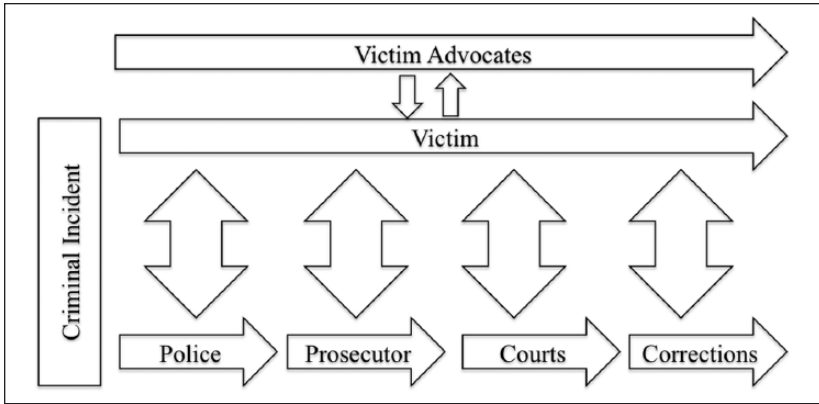 Victim Advocates
Victim
Criminal Incident
Police
Prosecutor
Courts
Corrections